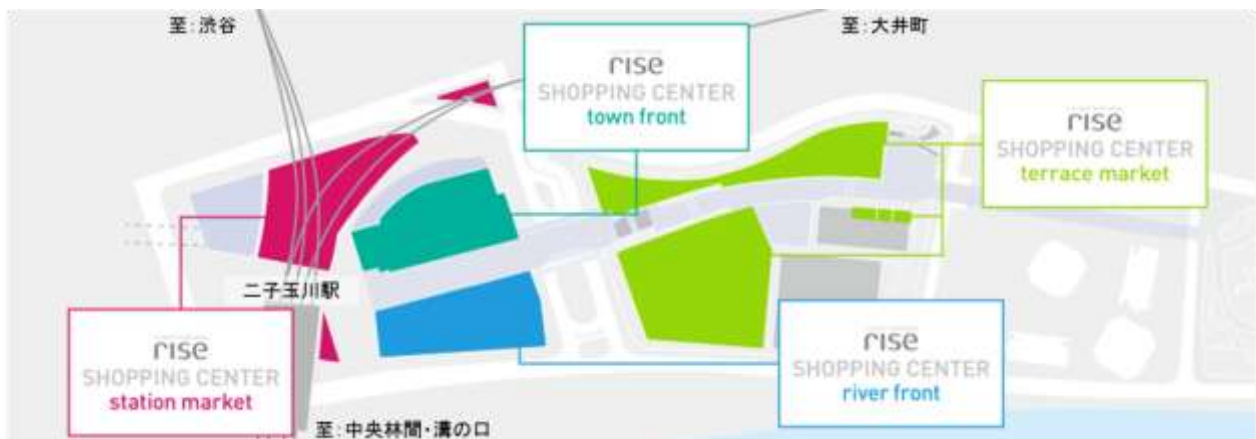 至:渋谷
至:大井町
rise
SHOPPING CENTER
town front
rise
SHOPPING CENTER
terrace market
二子玉川駅
rise
SHOPPING CENTER
station market
rise
SHOPPING CENTER
river front
至:中央林間・溝の口